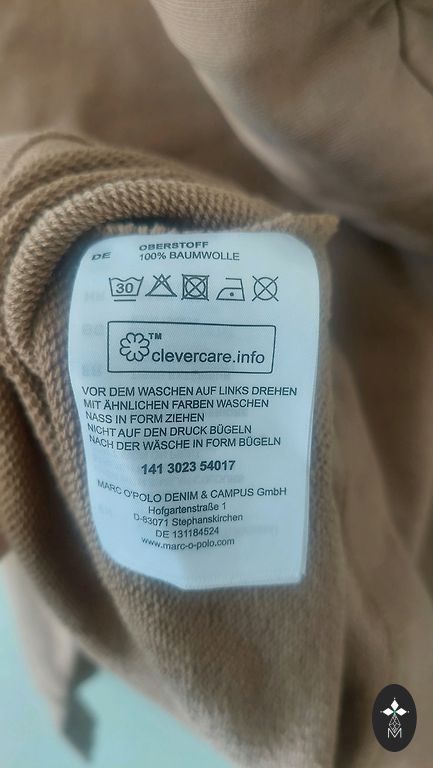 DE OBERSTOFF
100% BAUMWOLLE
30
TM
clevercare.info
VOR DEM WASCHEN AUF LINKS DREHEN
MIT ÄHNLICHEN FARBEN WASCHEN
NASS IN FORM ZIEHEN
NICHT AUF DEN DRUCK BÜGELN
NACH DER WÄSCHE IN FORM BÜGELN
141 3023 54017
MARC O'POLO DENIM & CAMPUS GmbH
Hofgartenstraße 1
D-83071 Stephanskirchen
DE 131184524
www.marc-o-polo.com
M